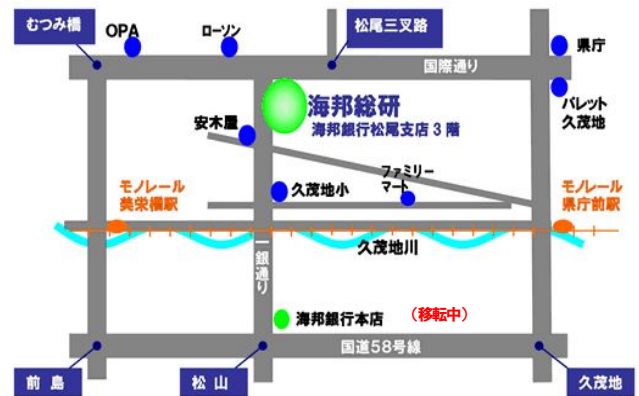 むつみ橋
OPA
ローソン
松尾三叉路
県庁
国際通り
海邦総研
海邦銀行松尾支店3階
パレット
久茂地
安木屋
ファミリー
マート
久茂地小
モノレール
美栄橋駅
モノレール
県庁前駅
久茂地川
一銀通り
海邦銀行本店
(移転中)
国道58号線
前島
松山
久茂地